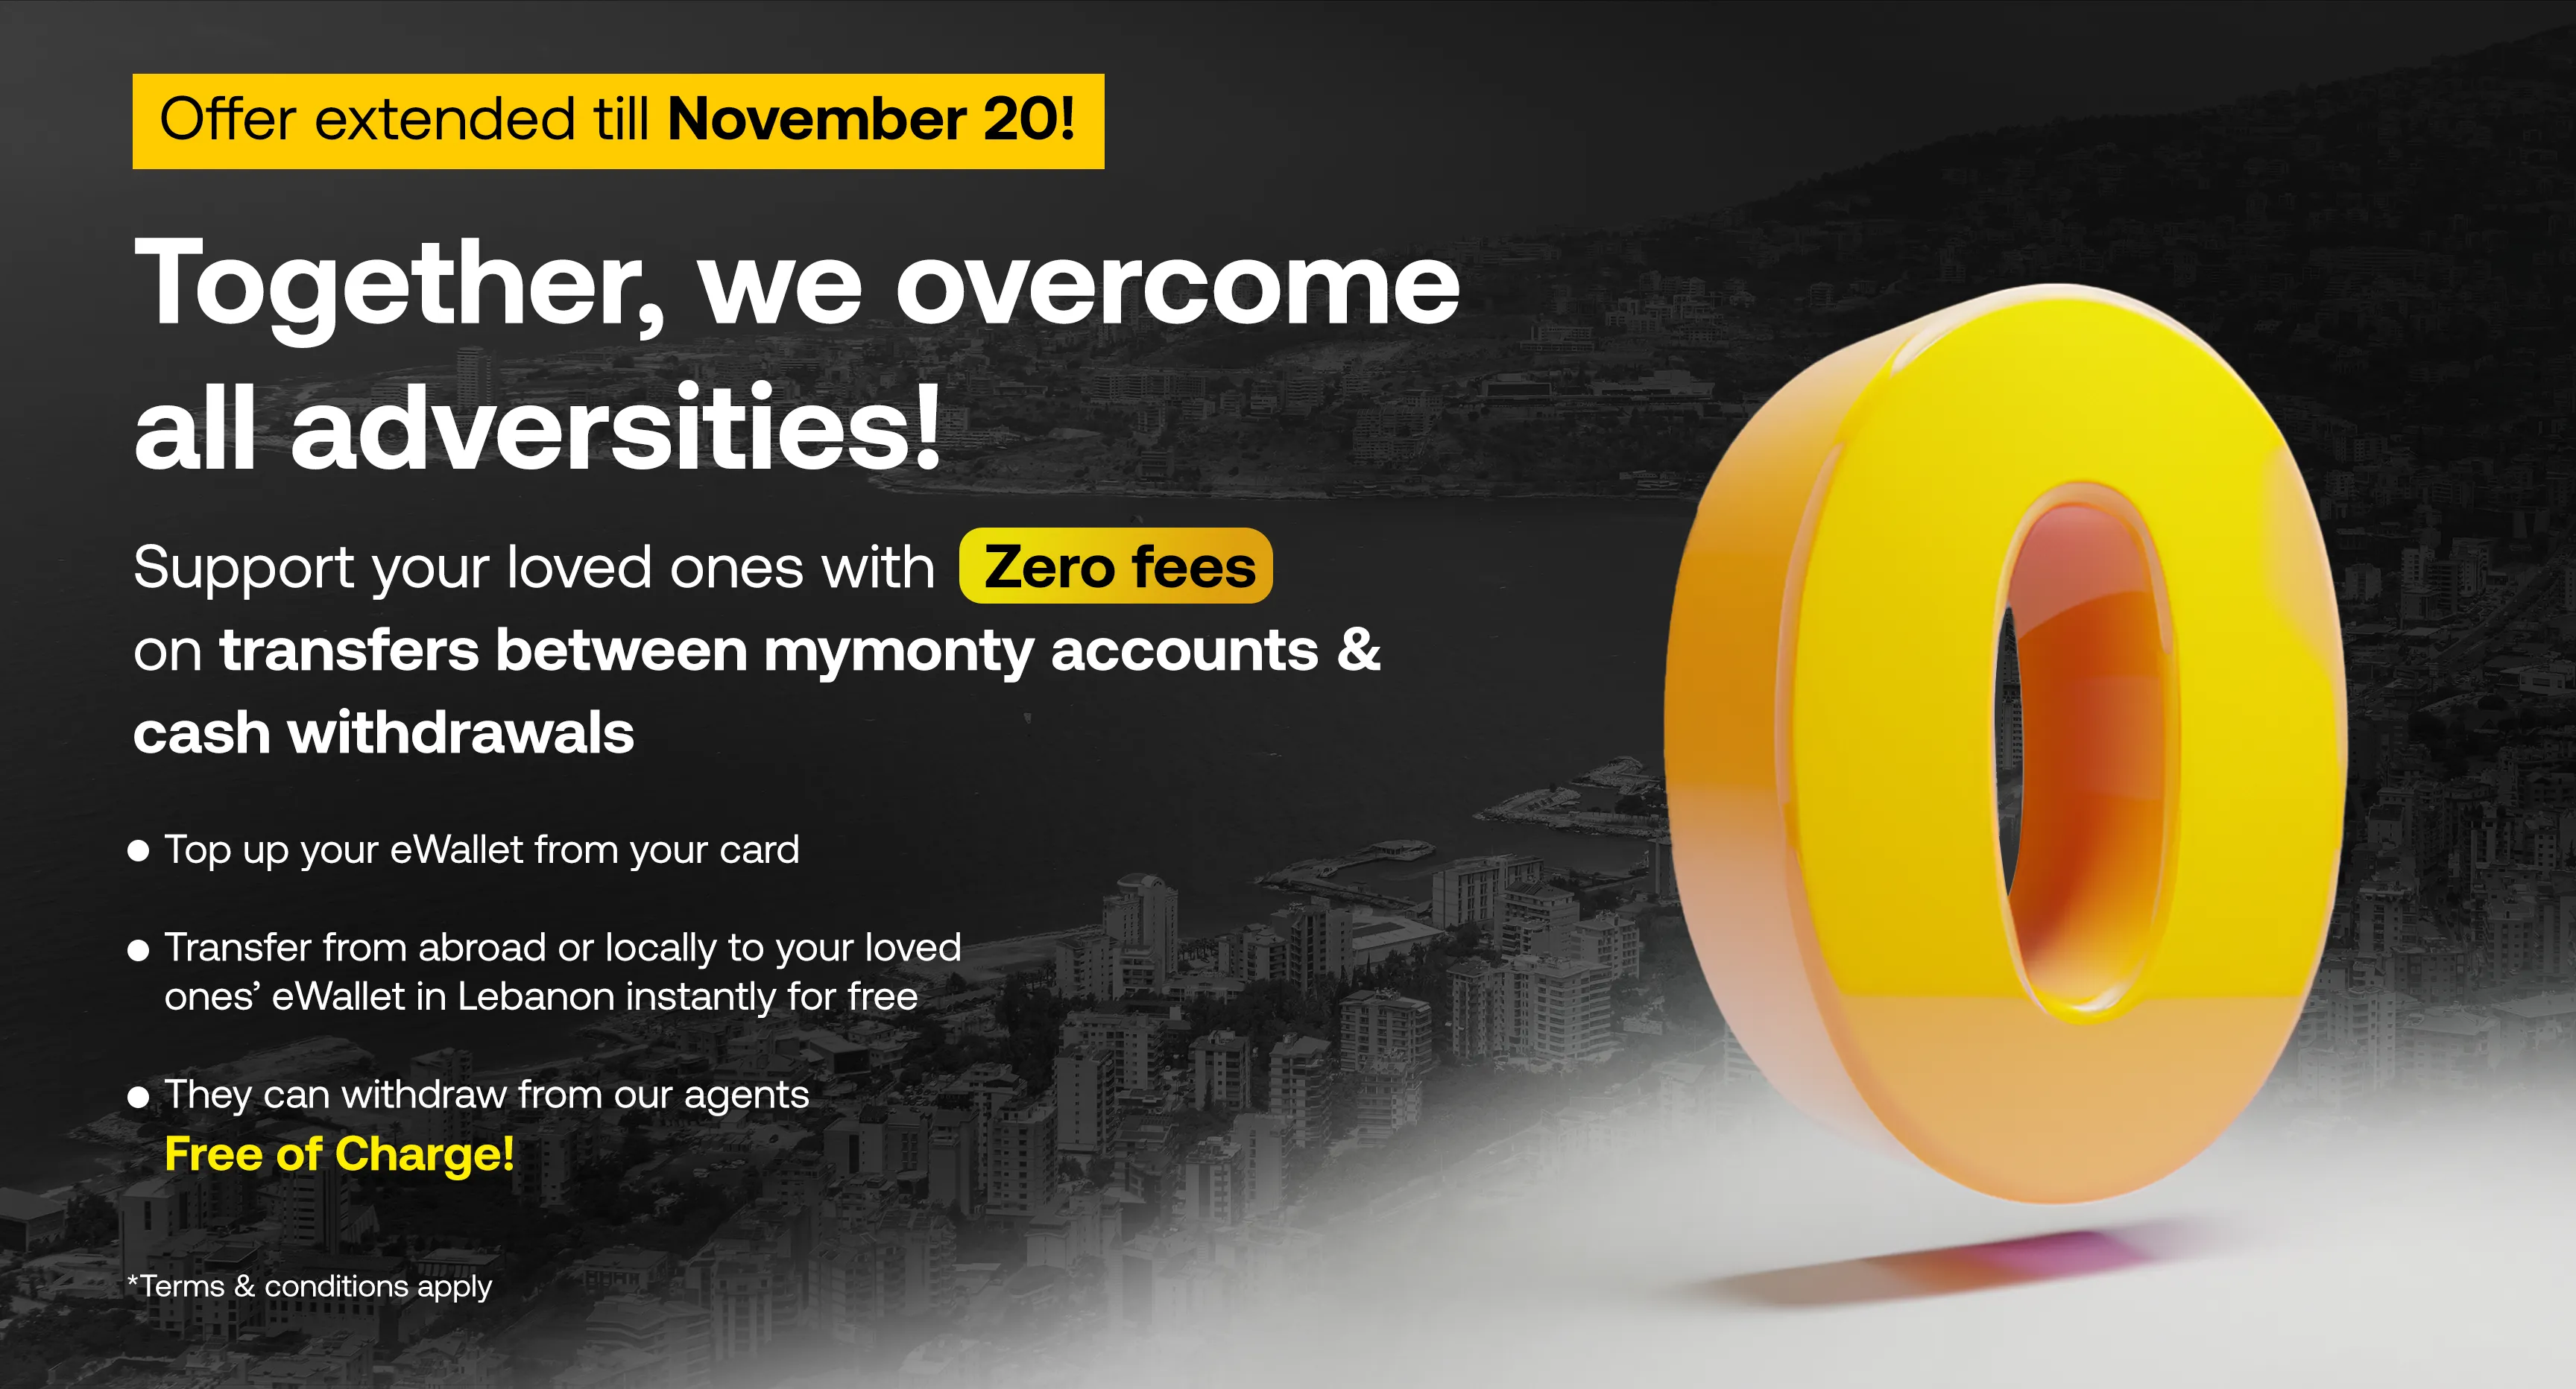 Offer extended till November 20!
Together, we overcome
all adversities!
Support your loved ones with Zero fees
on transfers between mymonty accounts &
cash withdrawals
● Top up your eWallet from your card
● Transfer from abroad or locally to your loved
ones’ eWallet in Lebanon instantly for free
● They can withdraw from our agents
Free of Charge!
*Terms & conditions apply
0